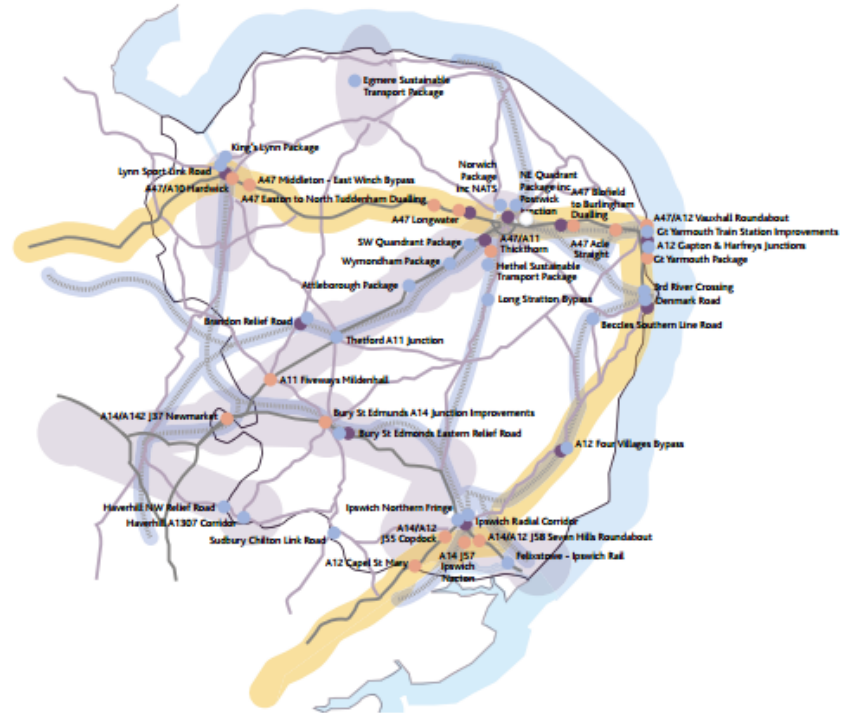 Egmere Sustainable
Transport Package
King's Lynn Package
Lynn Sport Link Road
A47/A10 Hardwick
A47 Middleton - East Winch Bypass
A47 Easton to North Tuddenham Dualling
Norwich
Package
inc NATS
NE Quadrant
Package inc
Postwick
Junction
A47 Blofield
to Burlingham
Dualling
A47 Longwater
A47/A12 Vauxhall Roundabout
Gt Yarmouth Train Station Improvements
A12 Gapton & Harfreys Junctions
Gt Yarmouth Package
SW Quadrant Package
A47/A11
Thickthorn
A47 Acle
Straight
Wymondham Package
Hethel Sustainable
Transport Package
Attleborough Package
Long Stratton Bypass
3rd River Crossing
Denmark Road
Brandon Relief Road
Beccles Southern Line Road
Thetford A11 Junction
A11 Fiveways Mildenhall
A14/A142 J37 Newmarket
Bury St Edmunds A14 Junction Improvements
Bury St Edmonds Eastern Relief Road
A12 Four Villages Bypass
Haverhill NW Relief Road
Haverhill A1307 Corridor
Ipswich Northern Fringe
Ipswich Radial Corridor
Sudbury Chilton Link Road
A14/A12
J55 Copdock
A14/A12 J58 Seven Hills Roundabout
A12 Capel St Mary
A14 J57
Ipswich
Nacton
Felixstowe - Ipswich Rail